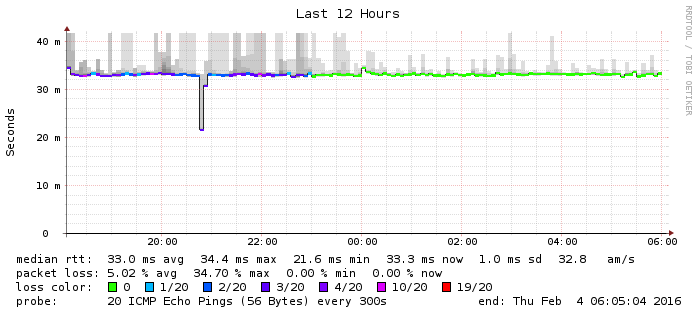 Last 12 Hours
RRDTOOL / TOBI OETIKER
Seconds
40 m
30 m
20 m
10 m
0
20:00 22:00 00:00 02:00 04:00 06:00
median rtt: 33.0 ms avg 34.4 ms max 21.6 ms min 33.3 ms now 1.0 ms sd 32.8 am/s
packet loss: 5.02 % avg 34.70 % max 0.00 % min 0.00 % now
loss color: 0 1/20 2/20 3/20 4/20 10/20 19/20
probe: 20 ICMP Echo Pings (56 Bytes) every 300s end: Thu Feb 4 06:05:04 2016